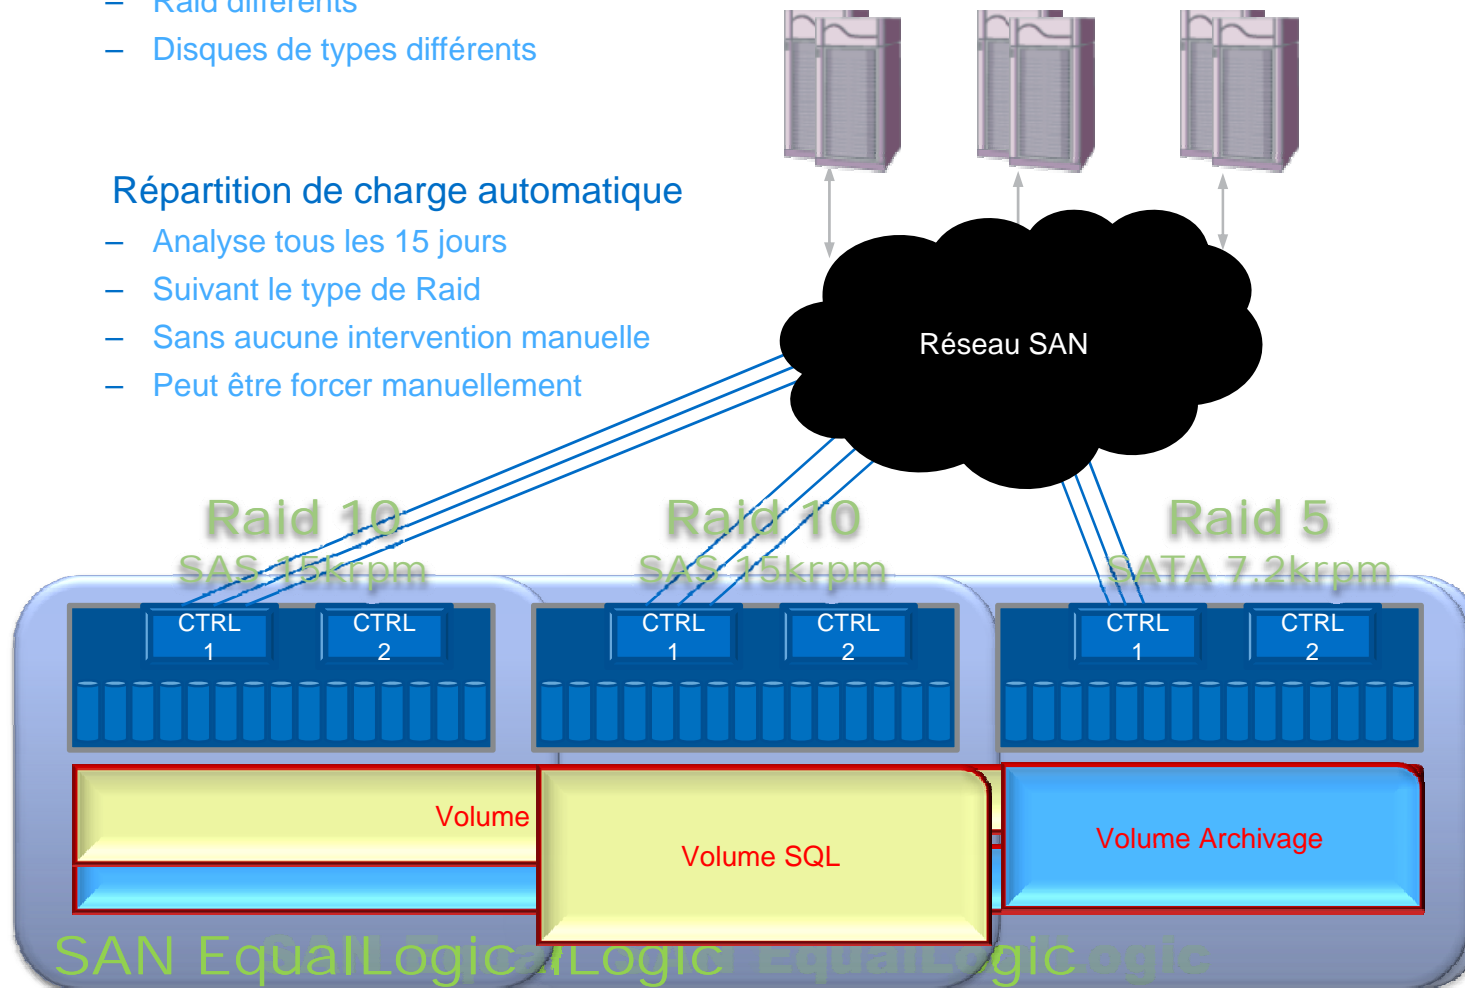 – Raid différents
– Disques de types différents
Répartition de charge automatique
– Analyse tous les 15 jours
– Suivant le type de Raid
– Sans aucune intervention manuelle
– Peut être forcer manuellement
Réseau SAN
Raid 10
SAS 15krpm
Raid 10
SAS 15krpm
Raid 5
SATA 7.2krpm
CTRL
1
CTRL
2
CTRL
1
CTRL
2
CTRL
1
CTRL
2
Volume
Volume SQL
Volume Archivage
SAN EqualLogic